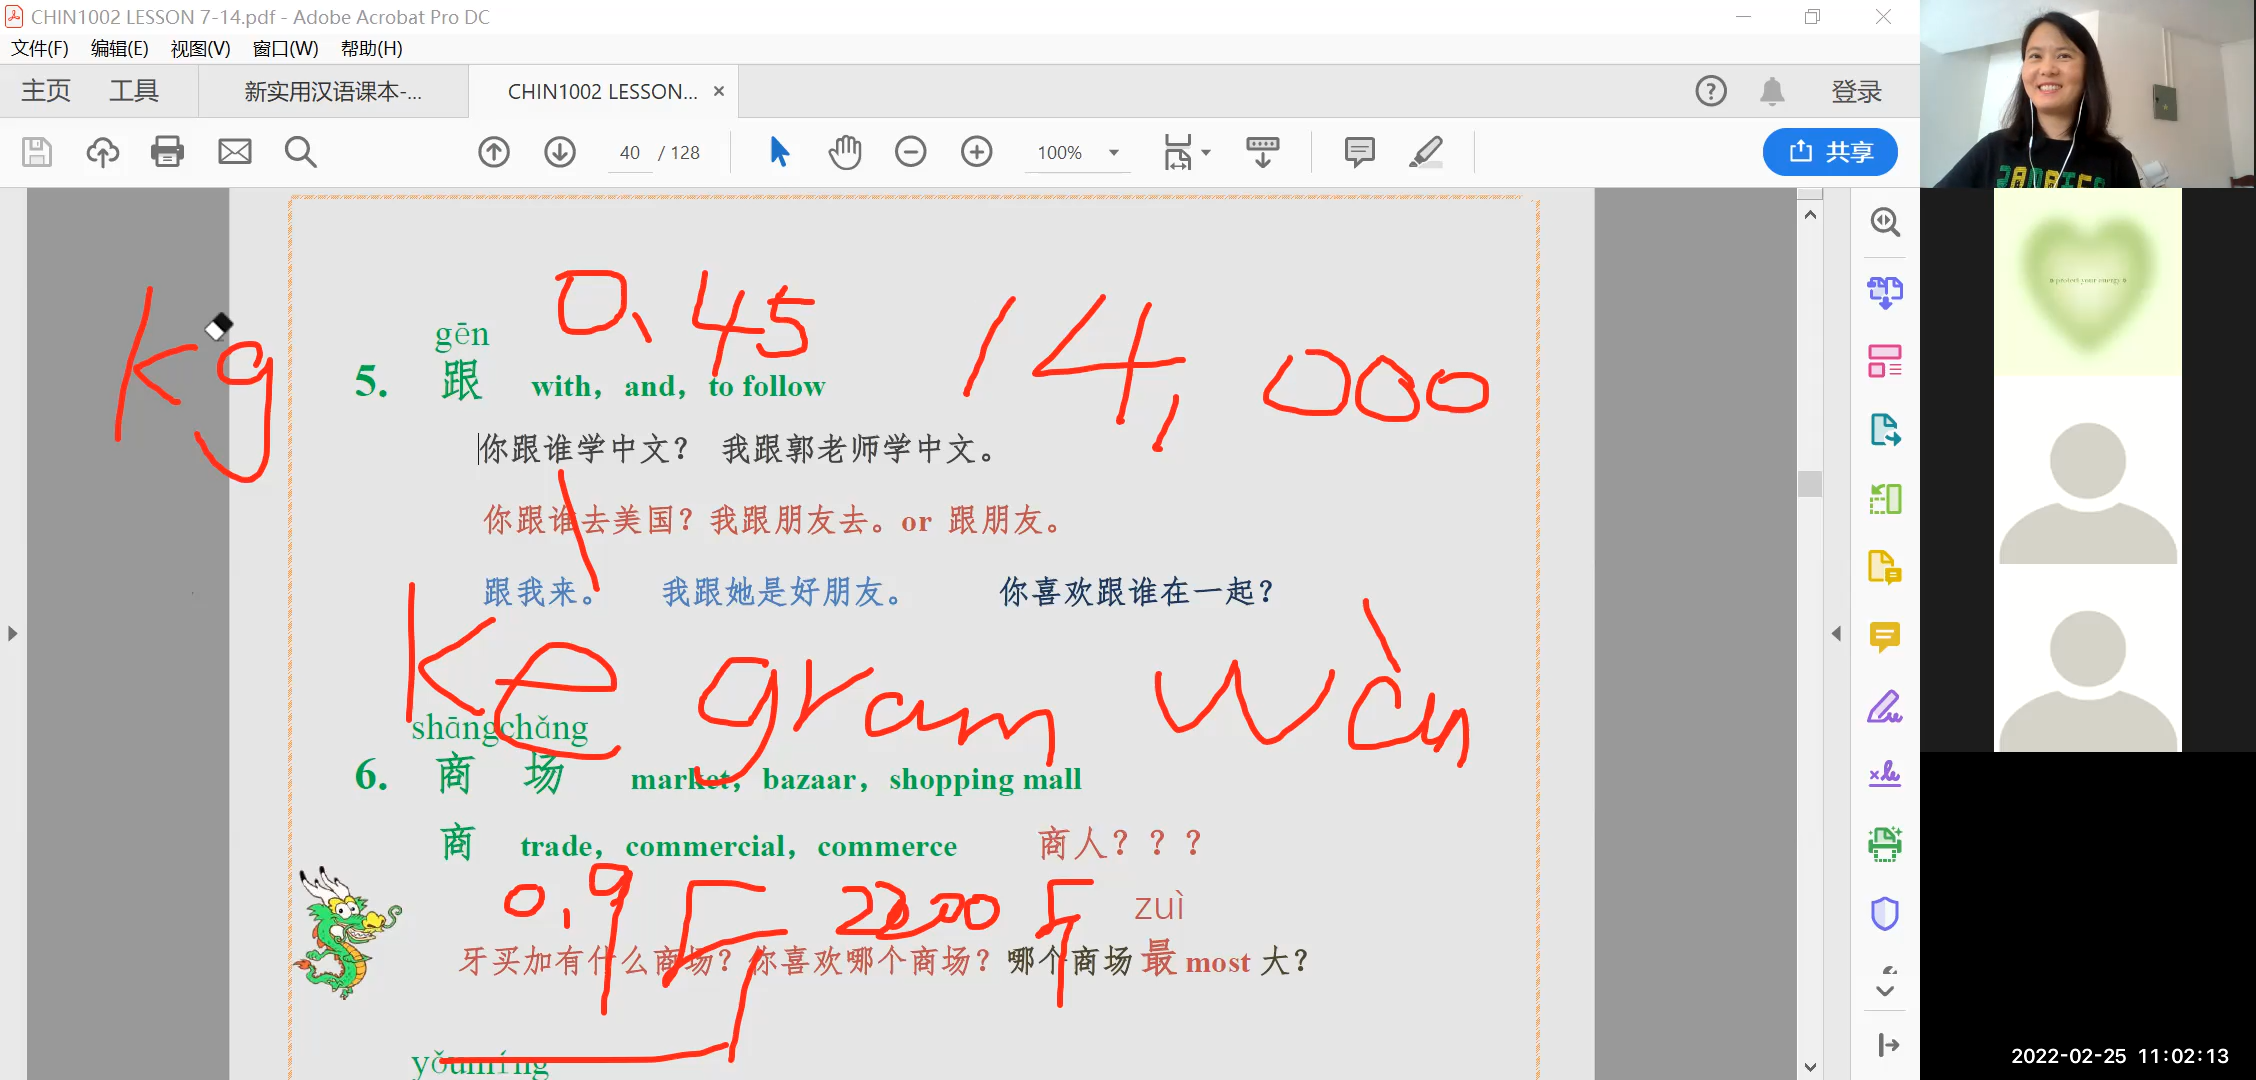 CHIN1002 LESSON 7-14.pdf - Adobe Acrobat Pro DC
文件(F) 编辑(E) 视图(V) 窗口(W) 帮助(H)
主页 工具 新实用汉语课本-... CHIN1002 LESSON... × 登录
40 / 128 100% 共享
kg 0.45 14,000
gēn
5. 跟 with，and，to follow
你跟谁学中文？ 我跟郭老师学中文。
你跟谁去美国？我跟朋友去。or 跟朋友。
跟我来。 我跟她是好朋友。 你喜欢跟谁在一起？
ke gram wàn
shāngchǎng
6. 商 场 market，bazaar，shopping mall
商 trade，commercial，commerce 商人？？？
0.9
zuì
牙买加有什么商场？你喜欢哪个商场？哪个商场 最 most 大？
yǒumíng
protect your energy
2022-02-25 11:02:13